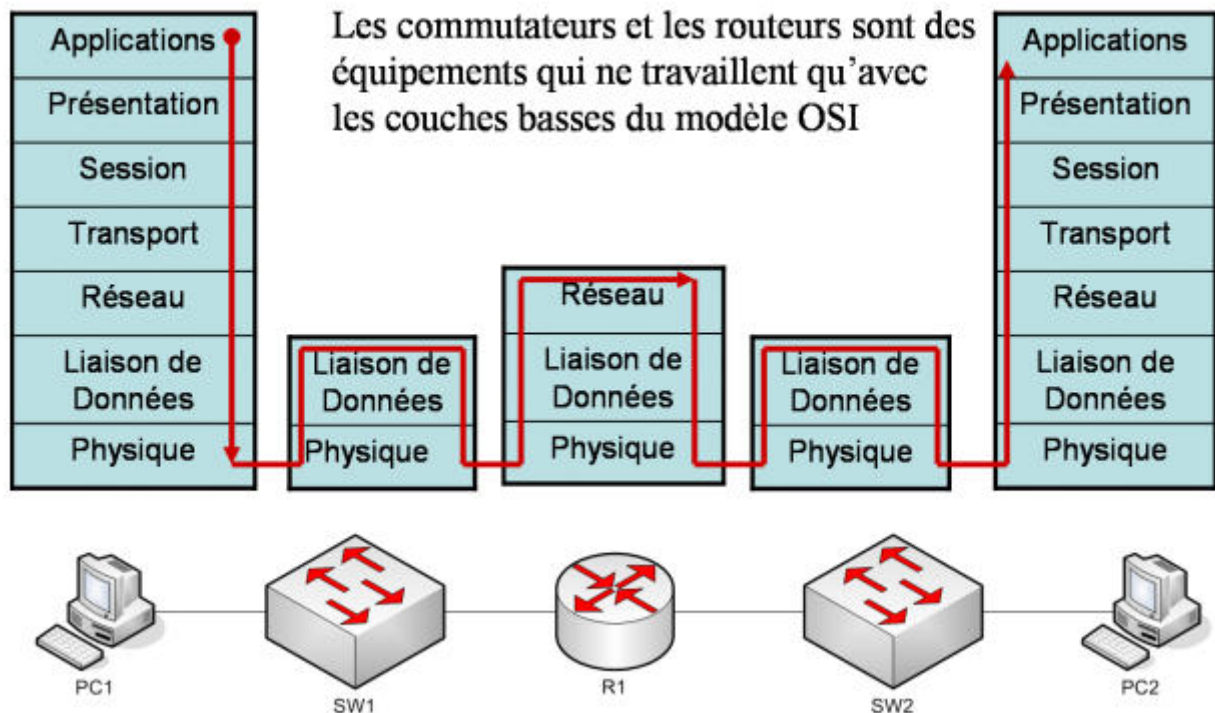 Les commutateurs et les routeurs sont des
équipements qui ne travaillent qu’avec
les couches basses du modèle OSI
Applications
Présentation
Session
Transport
Réseau
Liaison de
Données
Physique
Liaison de
Données
Physique
Réseau
Liaison de
Données
Physique
Liaison de
Données
Physique
Applications
Présentation
Session
Transport
Réseau
Liaison de
Données
Physique
PC1
SW1
R1
SW2
PC2